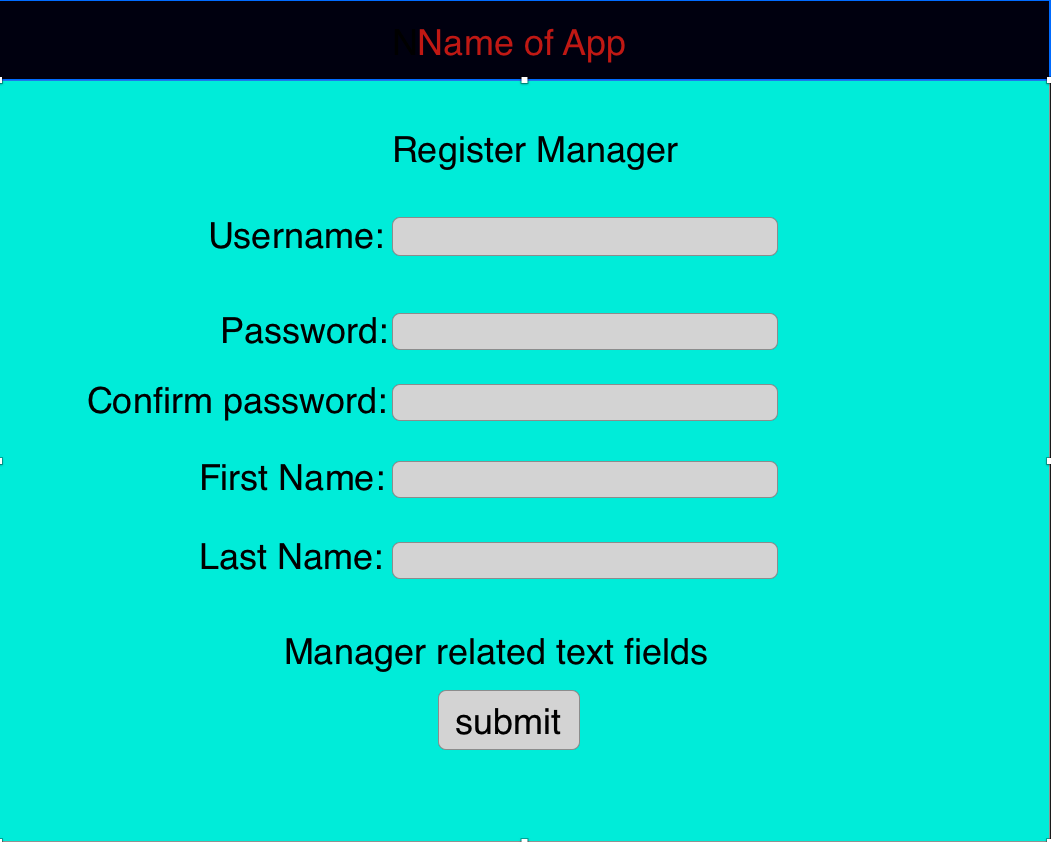 Name of App
Register Manager
Username:
Password:
Confirm password:
First Name:
Last Name:
Manager related text fields
submit